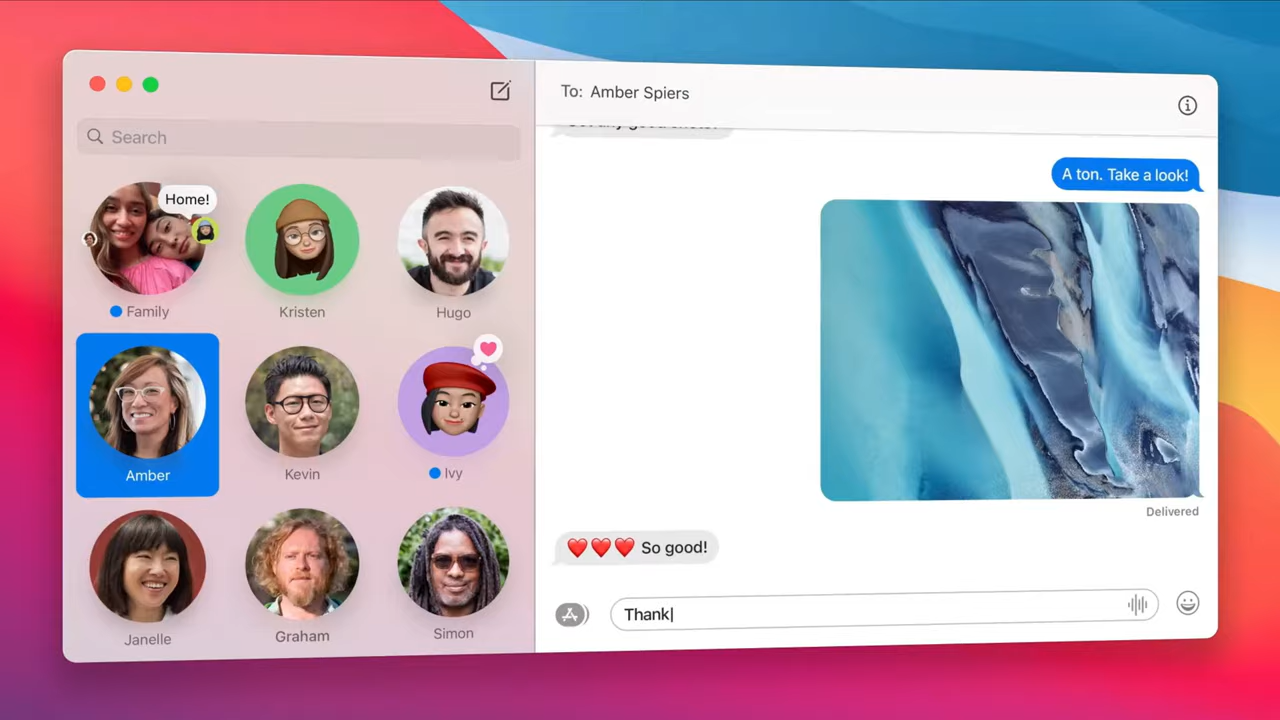 Search
Home!
Family
Kristen
Hugo
Amber
Kevin
Ivy
Janelle
Graham
Simon
To: Amber Spiers
A ton. Take a look!
Delivered
❤️❤️❤️ So good!
Thank